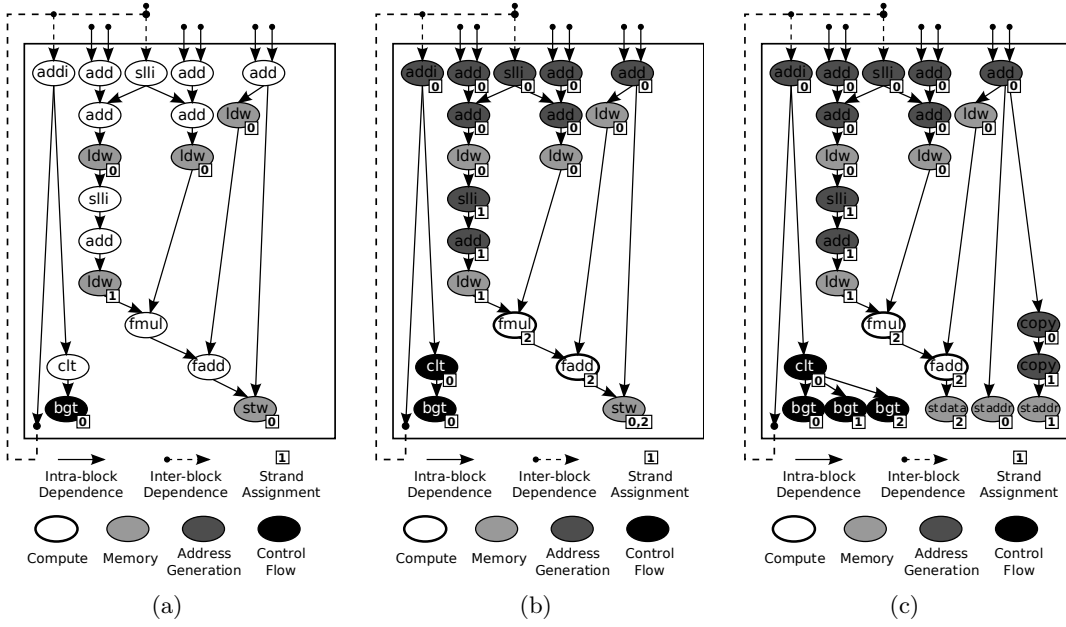 addi add slli add add
0
add add ldw
ldw 0 ldw 0
slli
add
ldw
1
fmul
clt fadd
bgt 0 stw 0
1
Intra-block Inter-block Strand
Dependence Dependence Assignment
Compute Memory Address Control
Generation Flow
(a)
addi 0 add 0 slli 0 add 0 add 0
add 0 add 0 ldw 0
ldw 0 ldw 0
slli 1
add 1
ldw 1
fmul 2
clt 0 fadd 2
bgt 0 stw 0,2
1
Intra-block Inter-block Strand
Dependence Dependence Assignment
Compute Memory Address Control
Generation Flow
(b)
addi 0 add 0 slli 0 add 0 add 0
add 0 add 0 ldw 0
ldw 0 ldw 0
slli 1
add 1
ldw 1
fmul 2 copy 0
clt 0 fadd 2 copy 1
bgt 0 bgt 1 bgt 2 stdata 2 staddr 0 staddr 1
1
Intra-block Inter-block Strand
Dependence Dependence Assignment
Compute Memory Address Control
Generation Flow
(c)